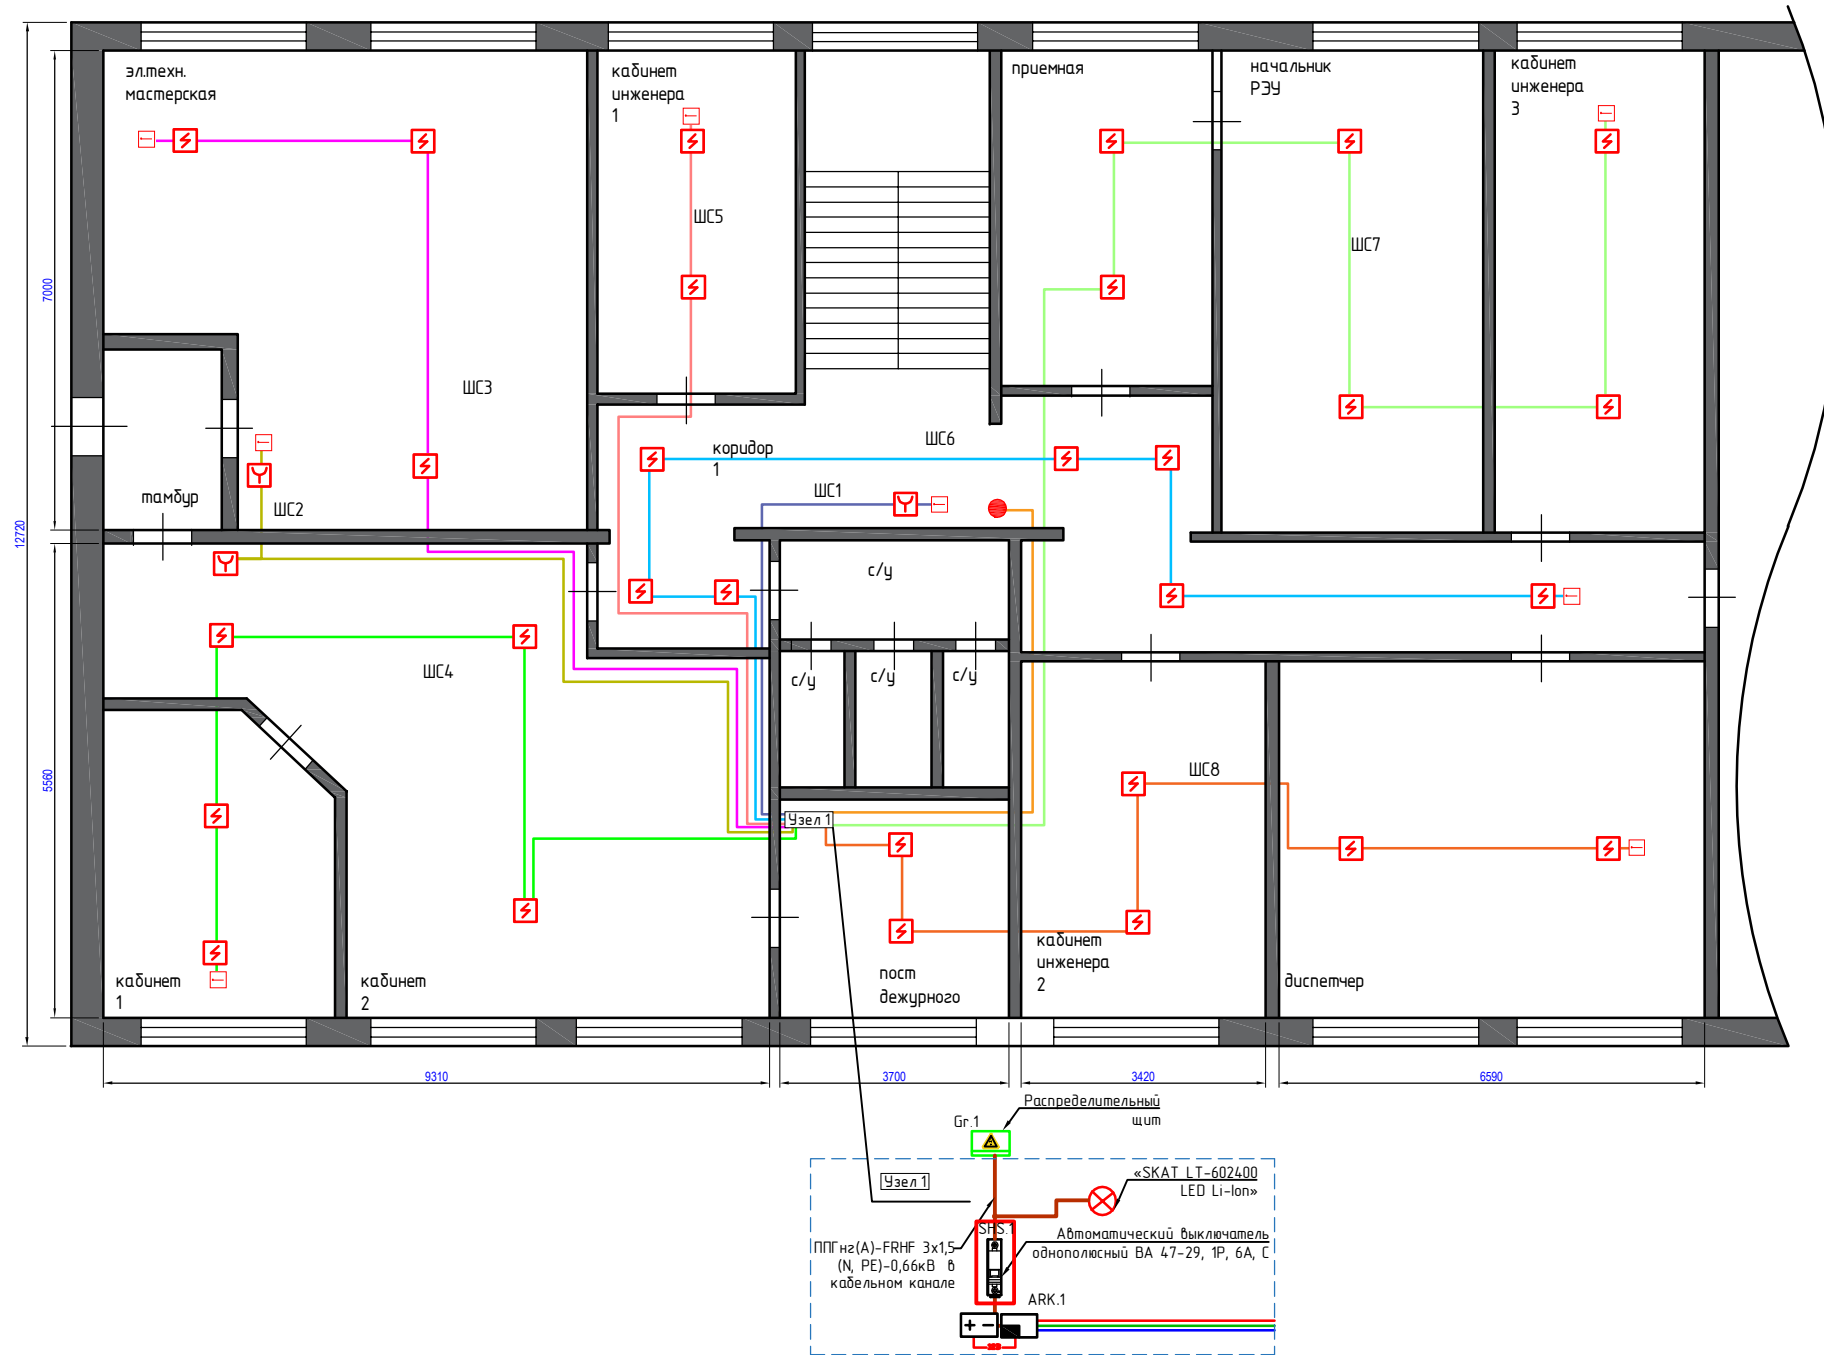 эл.техн.
мастерская
кабинет
инженера
1
приемная
начальник
РЭУ
кабинет
инженера
3
ШС5
ШС7
7000
ШС3
коридор
1
ШС6
тамбур
ШС2
ШС1
12720
с/у
ШС4
с/у
с/у
с/у
5560
ШС8
Узел 1
кабинет
1
кабинет
2
пост
дежурного
кабинет
инженера
2
диспетчер
9310
3700
3420
6590
Gr.1
Распределительный
щит
Узел 1
«SKAT LT-602400
LED Li-Ion»
SHS.1
ППГнг(А)-FRHF 3x1,5
(N, PE)-0,66кВ в
кабельном канале
Автоматический выключатель
однополюсный ВА 47-29, 1Р, 6А, С
ARK.1
+ −